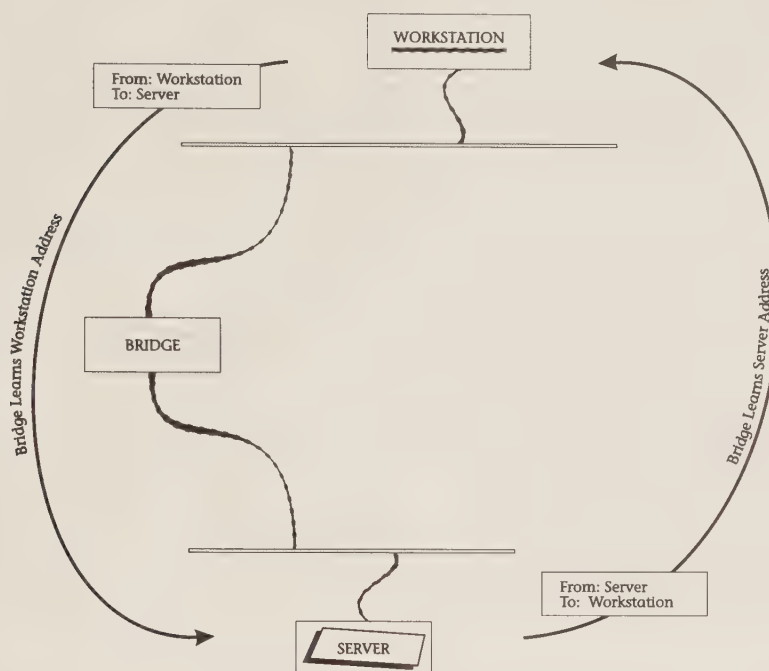 WORKSTATION
From: Workstation
To: Server
Bridge Learns Workstation Address
BRIDGE
Bridge Learns Server Address
From: Server
To: Workstation
SERVER